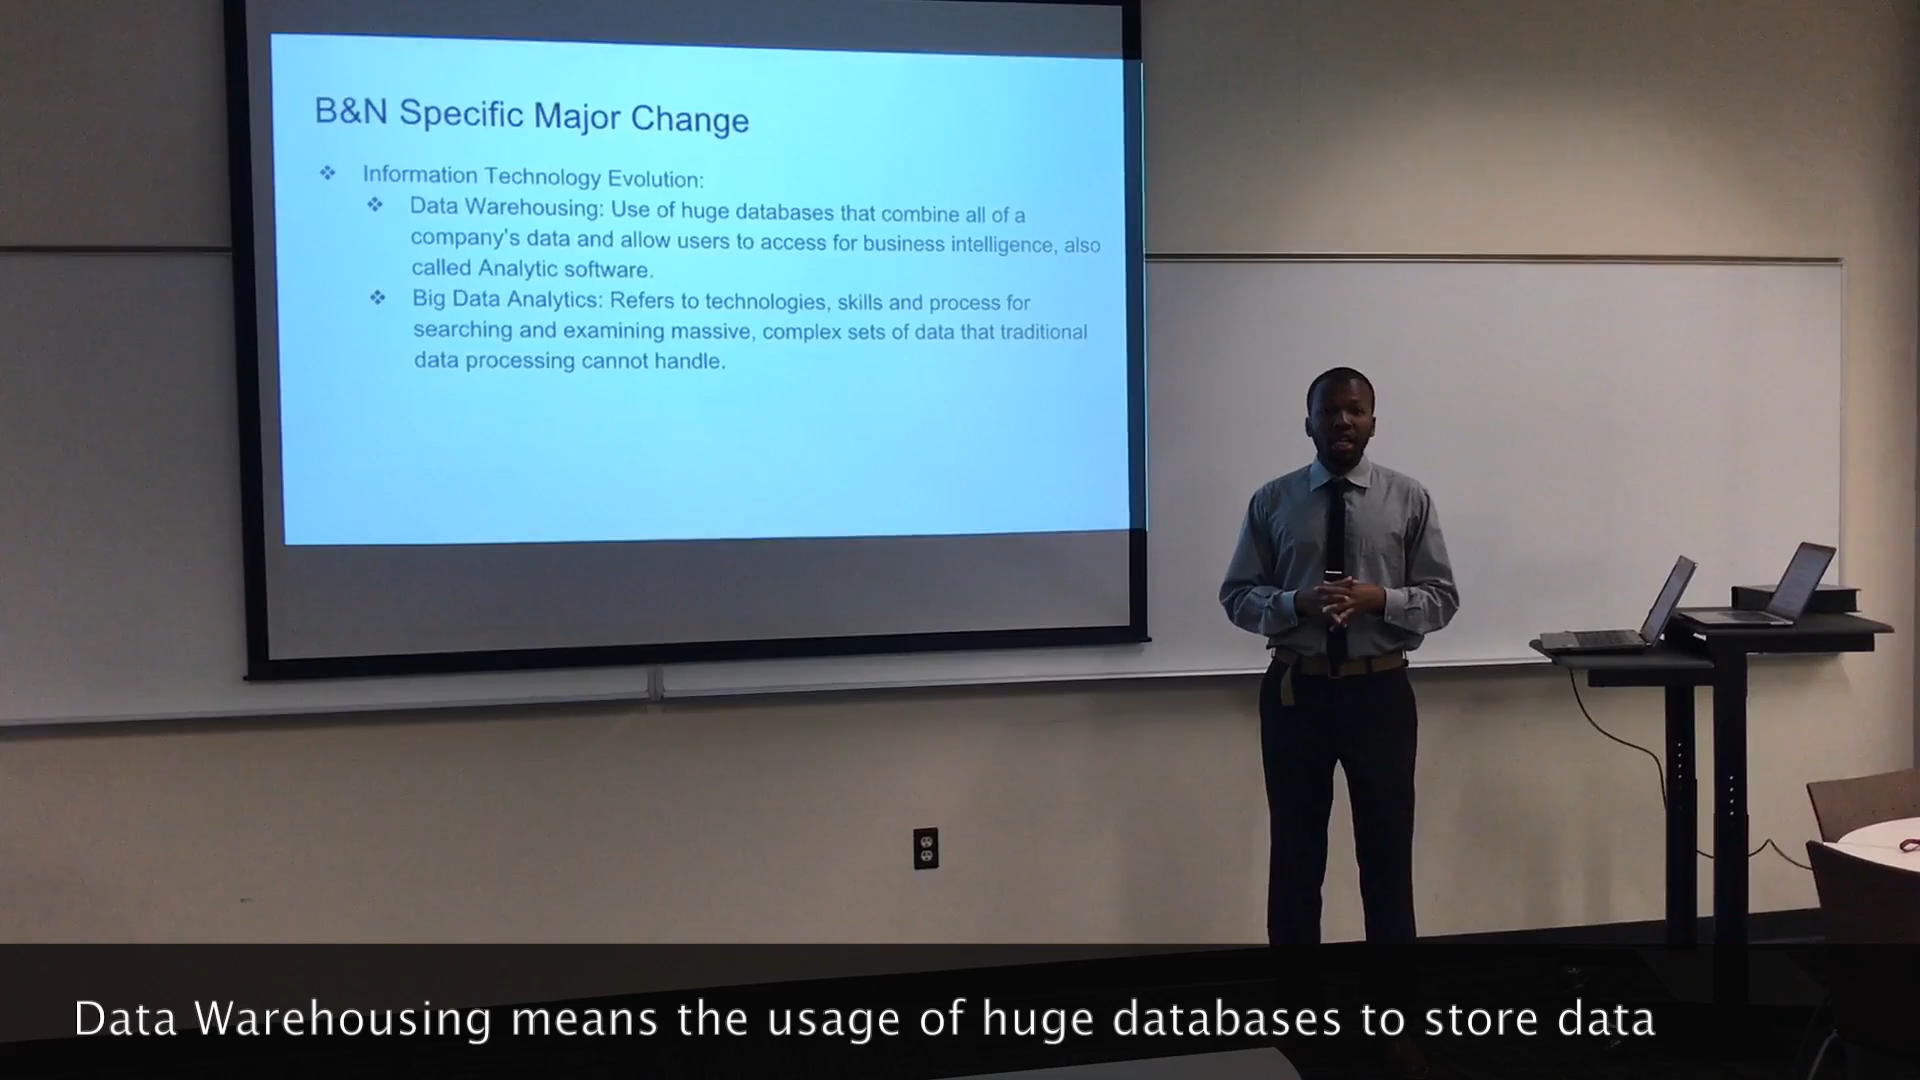 B&N Specific Major Change
Information Technology Evolution:
Data Warehousing: Use of huge databases that combine all of a
company's data and allow users to access for business intelligence, also
called Analytic software.
Big Data Analytics: Refers to technologies, skills and process for
searching and examining massive, complex sets of data that traditional
data processing cannot handle.
Data Warehousing means the usage of huge databases to store data